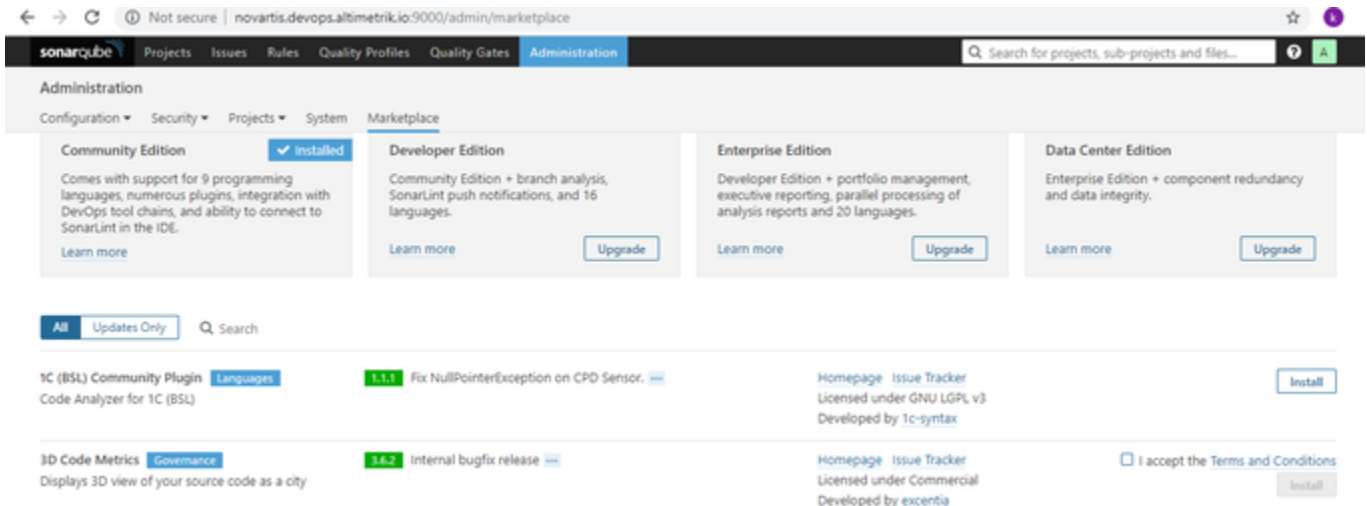 Not secure | novartis.devops.altimetrik.io:9000/admin/marketplace
k
sonarqube Projects Issues Rules Quality Profiles Quality Gates Administration Search for projects, sub-projects and files... ? A
Administration
Configuration Security Projects System Marketplace
Community Edition Installed
Comes with support for 9 programming
languages, numerous plugins, integration with
DevOps tool chains, and ability to connect to
SonarLint in the IDE.
Learn more
Developer Edition
Community Edition + branch analysis,
SonarLint push notifications, and 16
languages.
Learn more Upgrade
Enterprise Edition
Developer Edition + portfolio management,
executive reporting, parallel processing of
analysis reports and 20 languages.
Learn more Upgrade
Data Center Edition
Enterprise Edition + component redundancy
and data integrity.
Learn more Upgrade
All Updates Only Search
1C (BSL) Community Plugin Languages
Code Analyzer for 1C (BSL)
1.1.1 Fix NullPointerException on CPD Sensor. ...
Homepage Issue Tracker
Licensed under GNU LGPL v3
Developed by 1c-syntax
Install
3D Code Metrics Governance
Displays 3D view of your source code as a city
3.6.2 Internal bugfix release ...
Homepage Issue Tracker
Licensed under Commercial
Developed by excentia
I accept the Terms and Conditions
Install